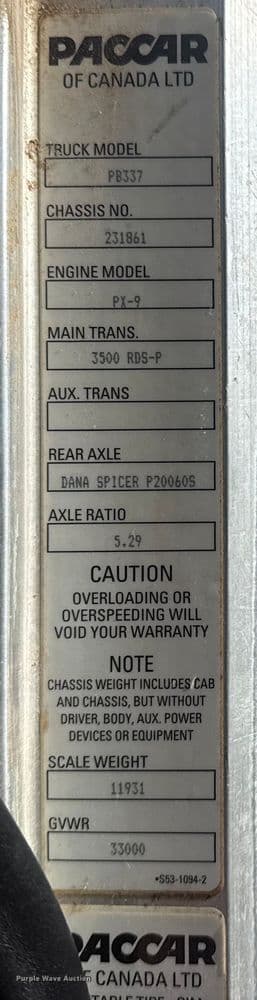 PACCAR
OF CANADA LTD
TRUCK MODEL
PB337
CHASSIS NO.
231861
ENGINE MODEL
PX-9
MAIN TRANS.
3500 RDS-P
AUX. TRANS
REAR AXLE
DANA SPICER P20060S
AXLE RATIO
5.29
CAUTION
OVERLOADING OR
OVERSPEEDING WILL
VOID YOUR WARRANTY
NOTE
CHASSIS WEIGHT INCLUDES CAB
AND CHASSIS, BUT WITHOUT
DRIVER, BODY, AUX. POWER
DEVICES OR EQUIPMENT
SCALE WEIGHT
11931
GVWR
33000
•S53-1094-2
PACCAR
CANADA LTD
Purple Wave Auction